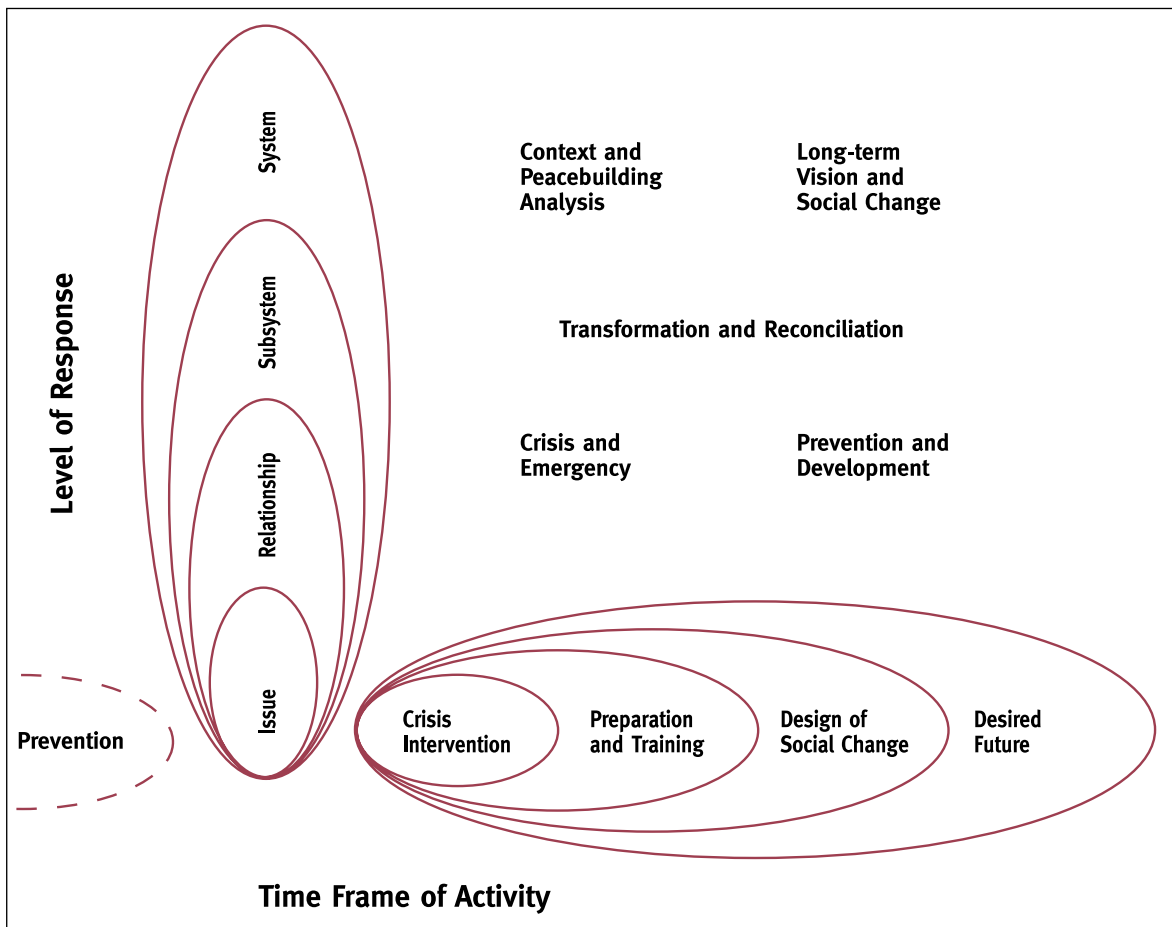 System
Subsystem
Relationship
Issue
Level of Response
Context and
Peacebuilding
Analysis
Long-term
Vision and
Social Change
Transformation and Reconciliation
Crisis and
Emergency
Prevention and
Development
Prevention
Crisis
Intervention
Preparation
and Training
Design of
Social Change
Desired
Future
Time Frame of Activity